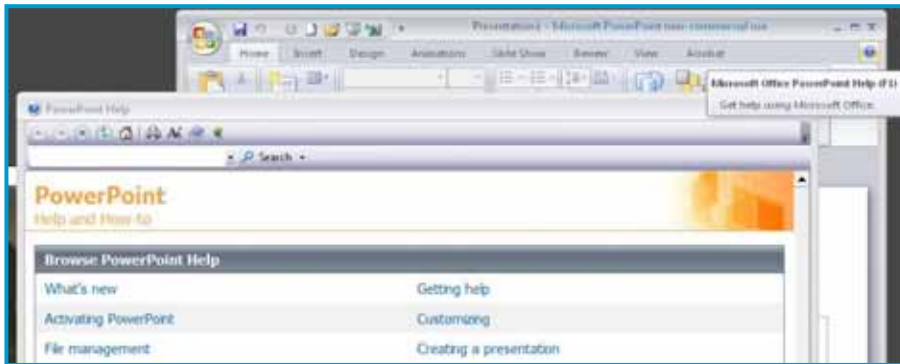 Presentation1 - Microsoft PowerPoint non-commercial use
Home Insert Design Animations Slide Show Review View Acrobat
Microsoft Office PowerPoint Help (F1)
Get help using Microsoft Office.
PowerPoint Help
Search
PowerPoint
Help and How-to
Browse PowerPoint Help
What's new Getting help
Activating PowerPoint Customizing
File management Creating a presentation